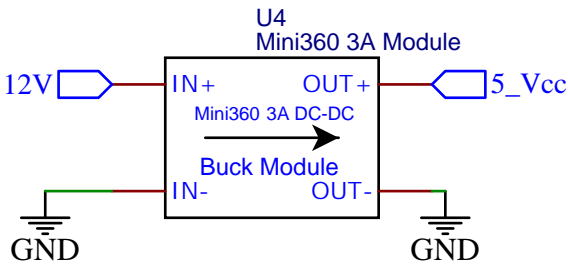 U4
Mini360 3A Module
12V
IN+
OUT+
5_Vcc
Mini360 3A DC-DC
Buck Module
IN-
OUT-
GND
GND